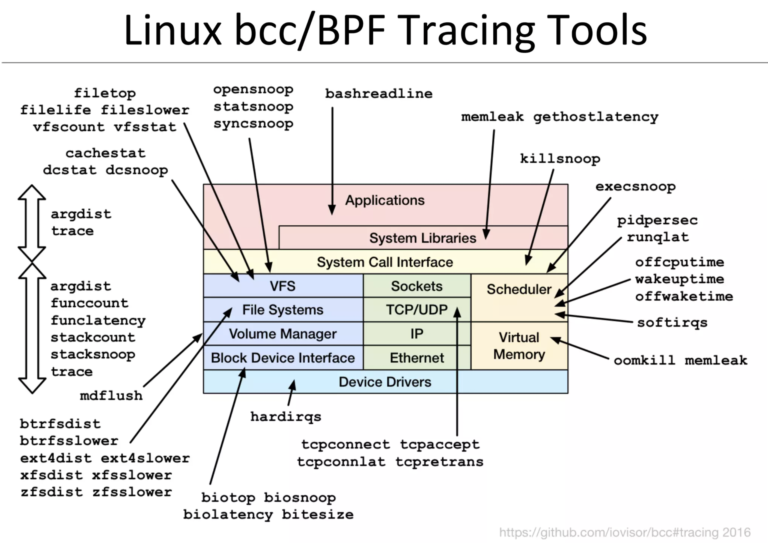 Linux bcc/BPF Tracing Tools
filetop
filelife fileslower
vfscount vfsstat
opensnoop
statsnoop
syncsnoop
bashreadline
memleak gethostlatency
cachestat
dcstat dcsnoop
killsnoop
execsnoop
argdist
trace
Applications
System Libraries
System Call Interface
pidpersec
runqlat
VFS
Sockets
Scheduler
File Systems
TCP/UDP
Volume Manager
IP
Virtual
Memory
Block Device Interface
Ethernet
Device Drivers
offcputime
wakeuptime
offwaketime
softirqs
oomkill memleak
argdist
funccount
funclatency
stackcount
stacksnoop
trace
mdflush
hardirqs
btrfsdist
btrfsslower
ext4dist ext4slower
xfsdist xfsslower
zfsdist zfsslower
tcpconnect tcpaccept
tcpconnlat tcpretrans
biotop biosnoop
biolatency bitesize
https://github.com/iovisor/bcc#tracing 2016